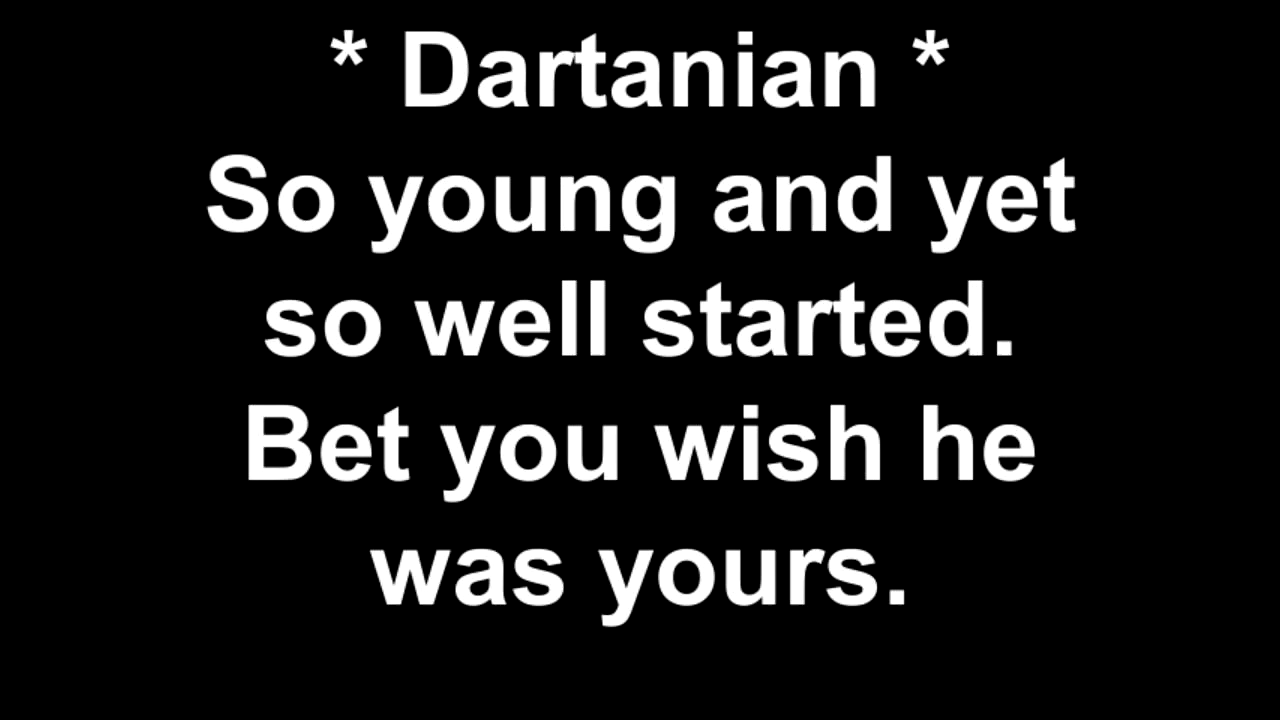 * Dartanian *
So young and yet
so well started.
Bet you wish he
was yours.